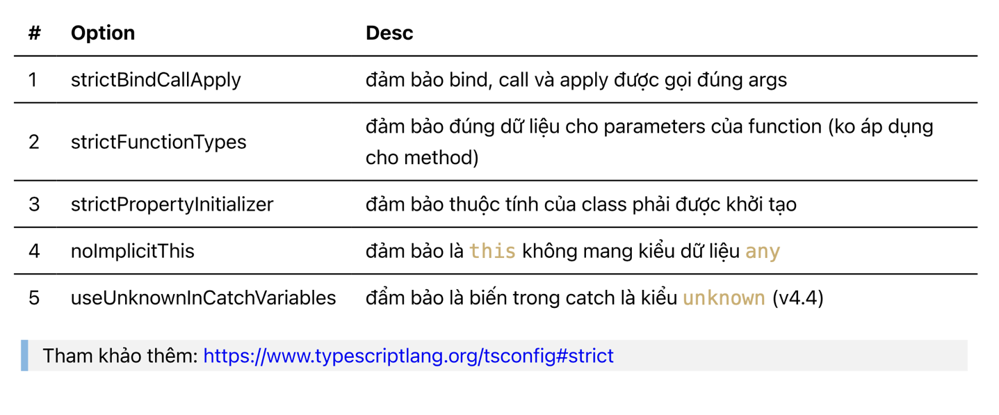 # Option Desc
1 strictBindCallApply đảm bảo bind, call và apply được gọi đúng args
2 strictFunctionTypes đảm bảo đúng dữ liệu cho parameters của function (ko áp dụng
cho method)
3 strictPropertyInitializer đảm bảo thuộc tính của class phải được khởi tạo
4 noImplicitThis đảm bảo là this không mang kiểu dữ liệu any
5 useUnknownInCatchVariables đẩm bảo là biến trong catch là kiểu unknown (v4.4)
Tham khảo thêm: https://www.typescriptlang.org/tsconfig#strict